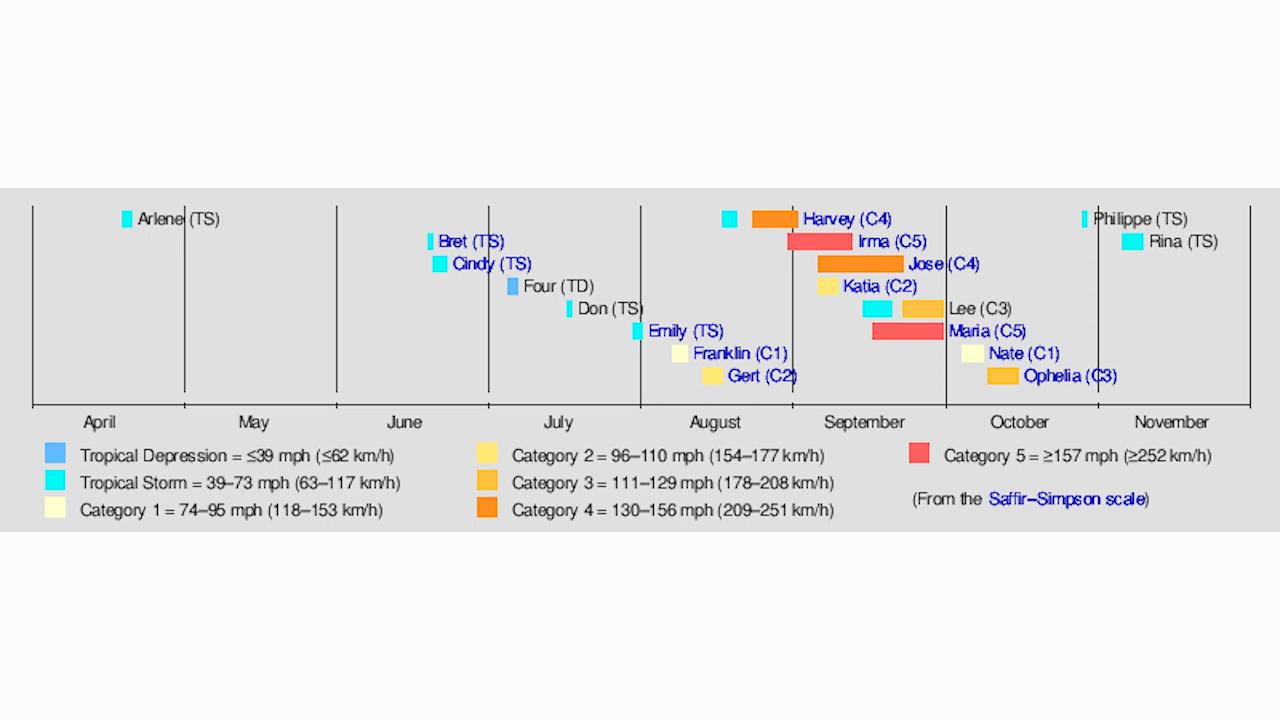 Arlene (TS)
Harvey (C4)
Philippe (TS)
Bret (TS)
Irma (C5)
Rina (TS)
Cindy (TS)
Jose (C4)
Four (TD)
Katia (C2)
Don (TS)
Lee (C3)
Emily (TS)
Maria (C5)
Franklin (C1)
Nate (C1)
Gert (C2)
Ophelia (C3)
April May June July August September October November
Tropical Depression = ≤39 mph (≤62 km/h)
Tropical Storm = 39–73 mph (63–117 km/h)
Category 1 = 74–95 mph (118–153 km/h)
Category 2 = 96–110 mph (154–177 km/h)
Category 3 = 111–129 mph (178–208 km/h)
Category 4 = 130–156 mph (209–251 km/h)
Category 5 = ≥157 mph (≥252 km/h)
(From the Saffir–Simpson scale)